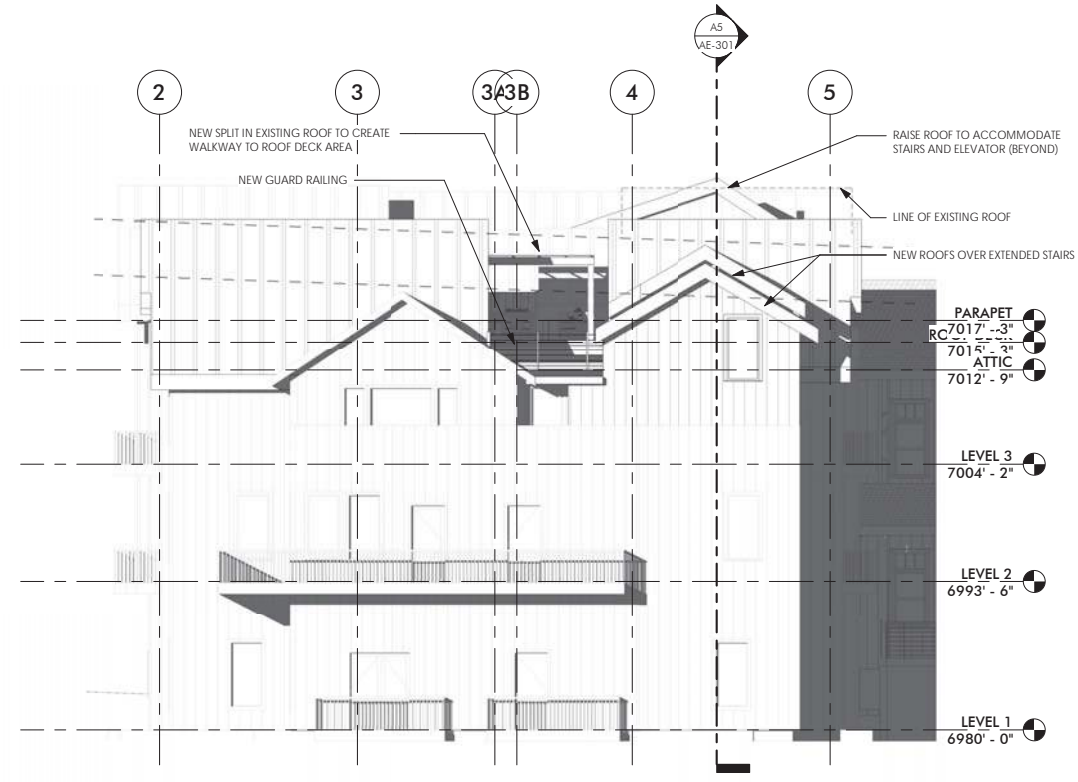 A5
AE-301
2
3
3A
3B
4
5
NEW SPLIT IN EXISTING ROOF TO CREATE
WALKWAY TO ROOF DECK AREA
NEW GUARD RAILING
RAISE ROOF TO ACCOMMODATE
STAIRS AND ELEVATOR (BEYOND)
LINE OF EXISTING ROOF
NEW ROOFS OVER EXTENDED STAIRS
PARAPET
7017' - 3"
ROOF DECK
7015' - 3"
ATTIC
7012' - 9"
LEVEL 3
7004' - 2"
LEVEL 2
6993' - 6"
LEVEL 1
6980' - 0"